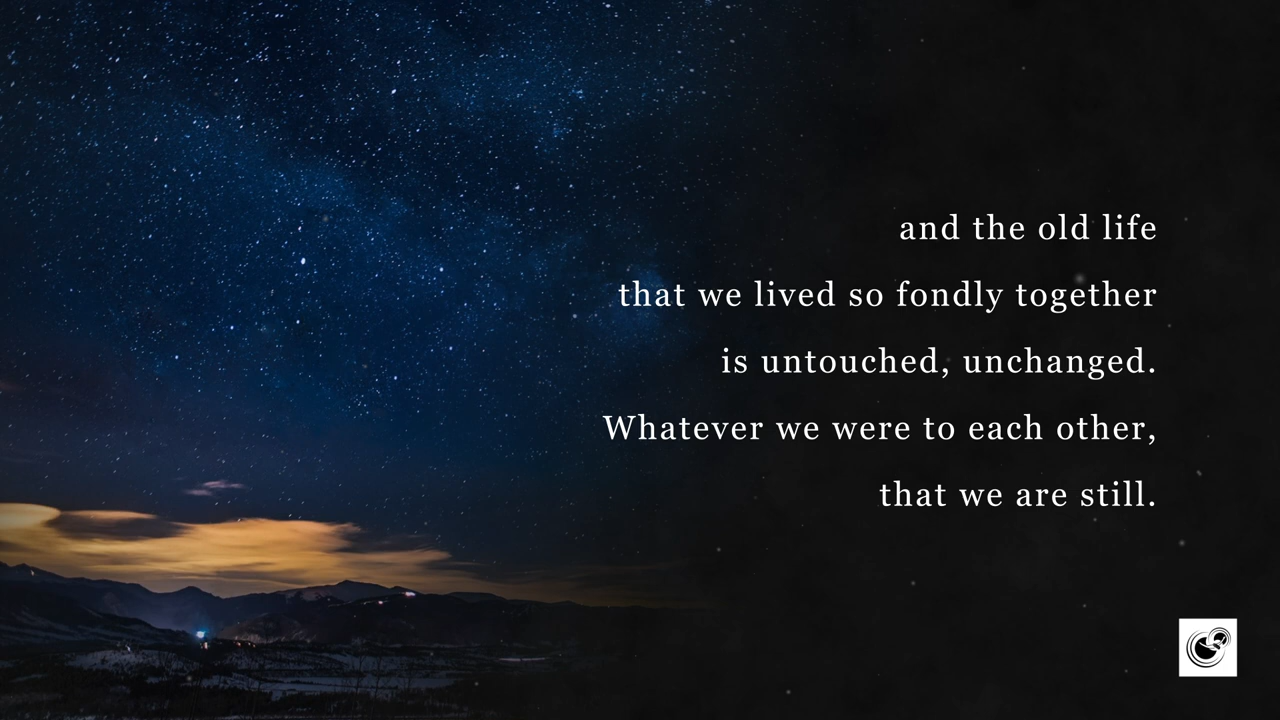 and the old life
that we lived so fondly together
is untouched, unchanged.
Whatever we were to each other,
that we are still.